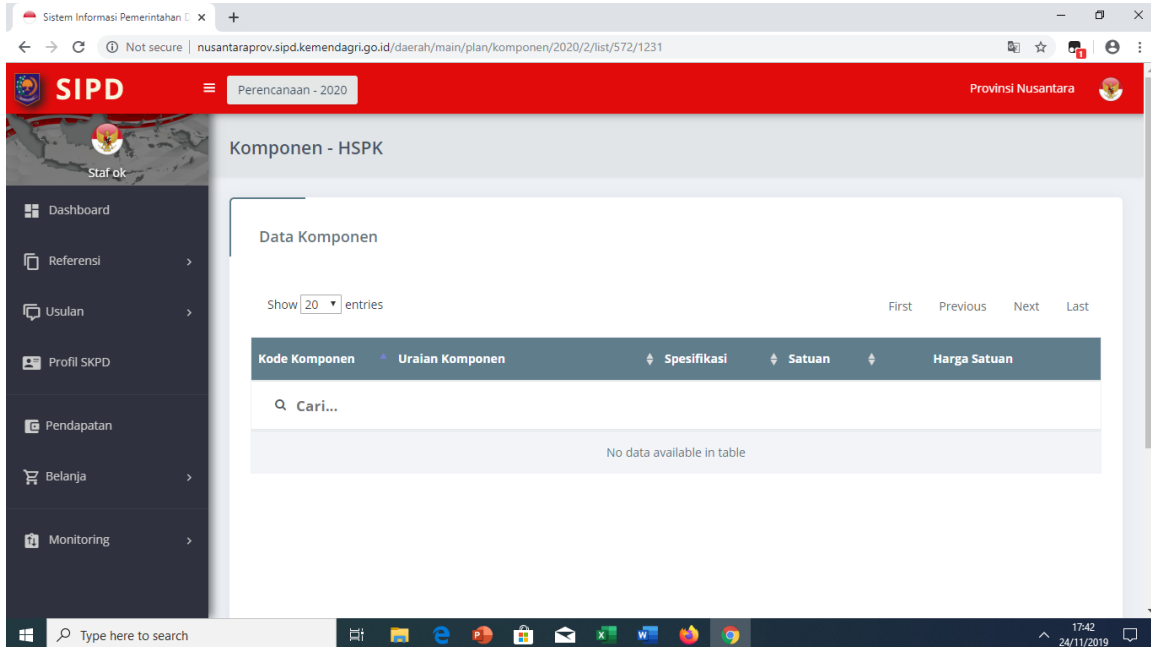 Sistem Informasi Pemerintahan D
Not secure | nusantaraprov.sipd.kemendagri.go.id/daerah/main/plan/komponen/2020/2/list/572/1231
1
SIPD
Perencanaan - 2020
Provinsi Nusantara
Staf ok
Komponen - HSPK
Dashboard
Data Komponen
Referensi
Show 20 entries
First Previous Next Last
Usulan
Kode Komponen Uraian Komponen Spesifikasi Satuan Harga Satuan
Profil SKPD
Cari...
Pendapatan
No data available in table
Belanja
Monitoring
Type here to search
17:42
24/11/2019